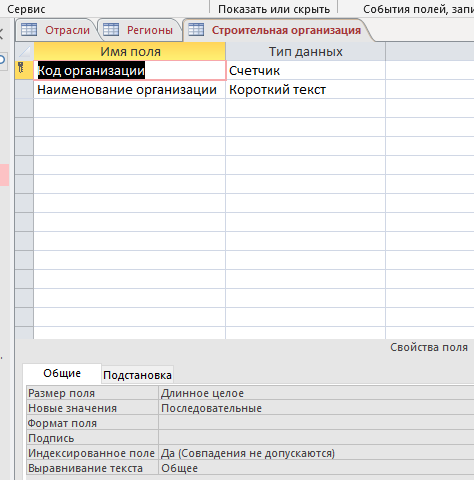 Сервис Показать или скрыть События полей, запи
Отрасли Регионы Строительная организация
Имя поля Тип данных
Код организации Счетчик
Наименование организации Короткий текст
Свойства поля
Общие Подстановка
Размер поля Длинное целое
Новые значения Последовательные
Формат поля
Подпись
Индексированное поле Да (Совпадения не допускаются)
Выравнивание текста Общее